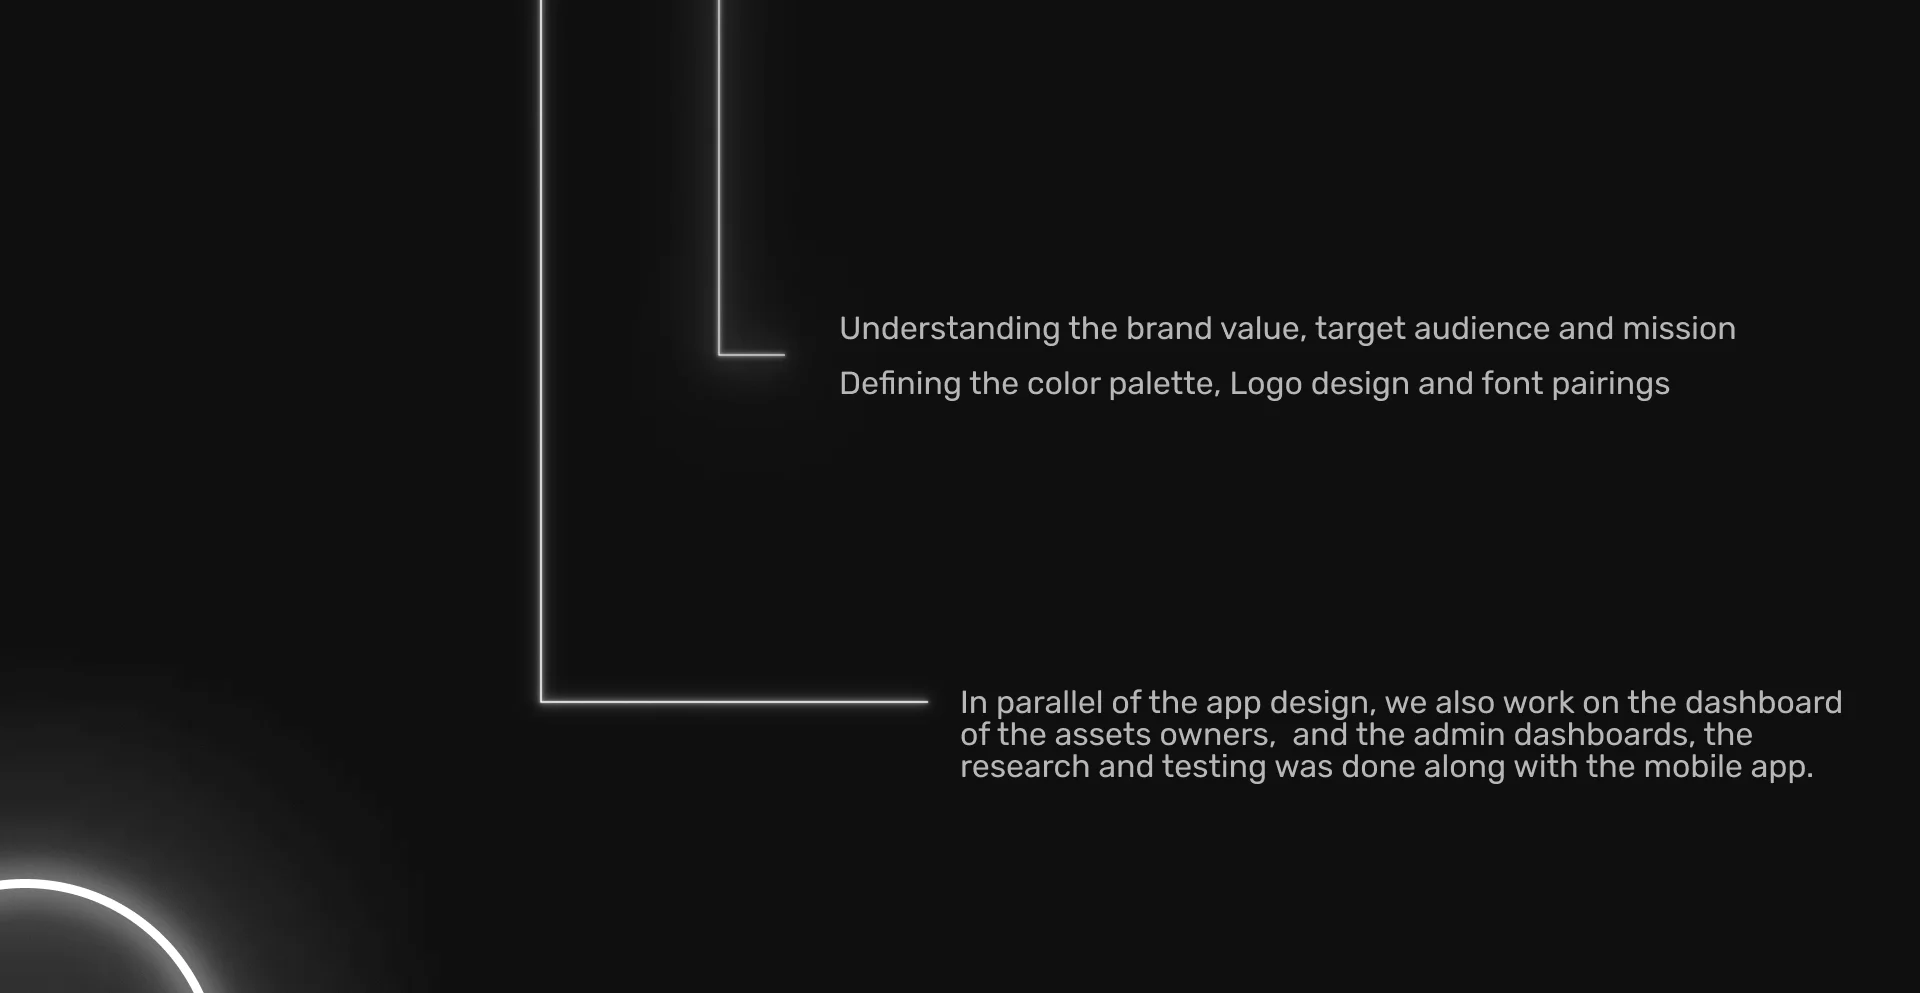 Understanding the brand value, target audience and mission
Defining the color palette, Logo design and font pairings
In parallel of the app design, we also work on the dashboard
of the assets owners,  and the admin dashboards, the
research and testing was done along with the mobile app.